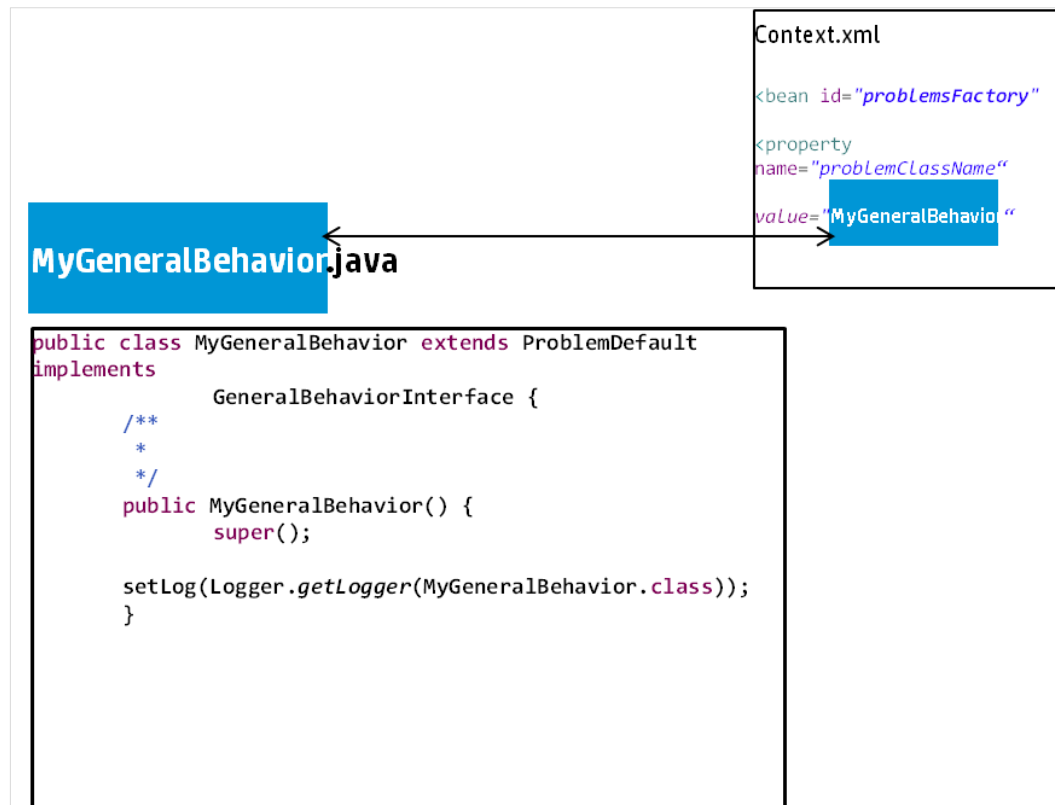 Context.xml
<bean id="problemsFactory"
<property
name="problemClassName“
value="MyGeneralBehavior“
MyGeneralBehavior.java
public class MyGeneralBehavior extends ProblemDefault
implements
GeneralBehaviorInterface {
/**
*
*/
public MyGeneralBehavior() {
super();
setLog(Logger.getLogger(MyGeneralBehavior.class));
}